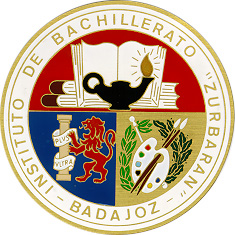 - INSTITUTO DE BACHILLERATO "ZURBARAN" -
BADAJOZ
PLUS
ULTRA